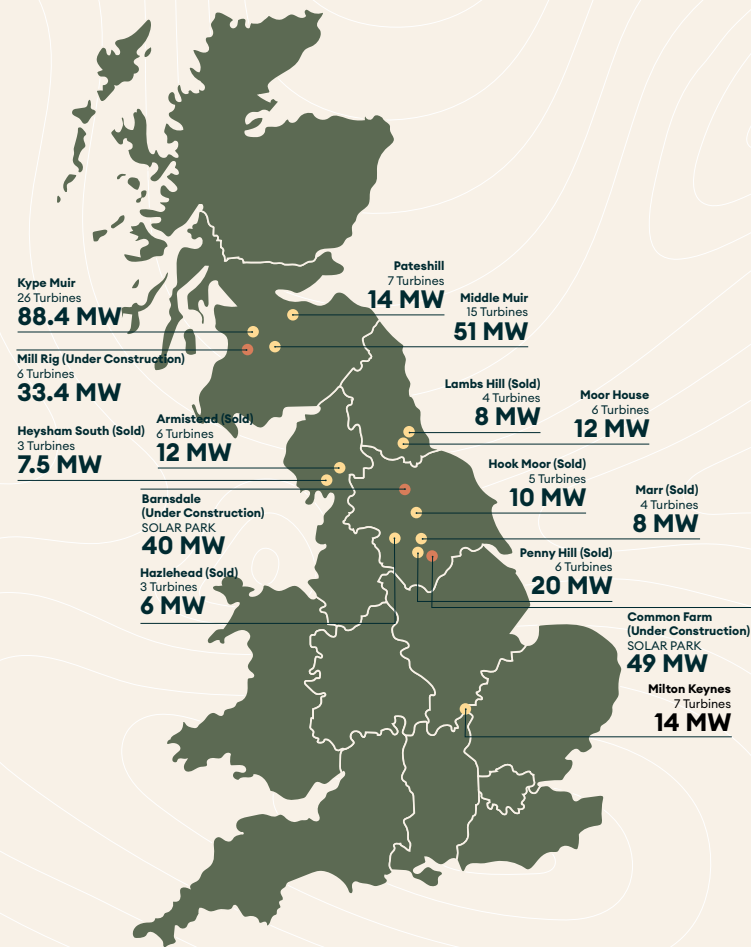 Pateshill
7 Turbines
14 MW
Kype Muir
26 Turbines
88.4 MW
Middle Muir
15 Turbines
51 MW
Mill Rig (Under Construction)
6 Turbines
33.4 MW
Lambs Hill (Sold)
4 Turbines
8 MW
Moor House
6 Turbines
12 MW
Armistead (Sold)
6 Turbines
12 MW
Heysham South (Sold)
3 Turbines
7.5 MW
Hook Moor (Sold)
5 Turbines
10 MW
Marr (Sold)
4 Turbines
8 MW
Barnsdale
(Under Construction)
SOLAR PARK
40 MW
Penny Hill (Sold)
6 Turbines
20 MW
Hazlehead (Sold)
3 Turbines
6 MW
Common Farm
(Under Construction)
SOLAR PARK
49 MW
Milton Keynes
7 Turbines
14 MW